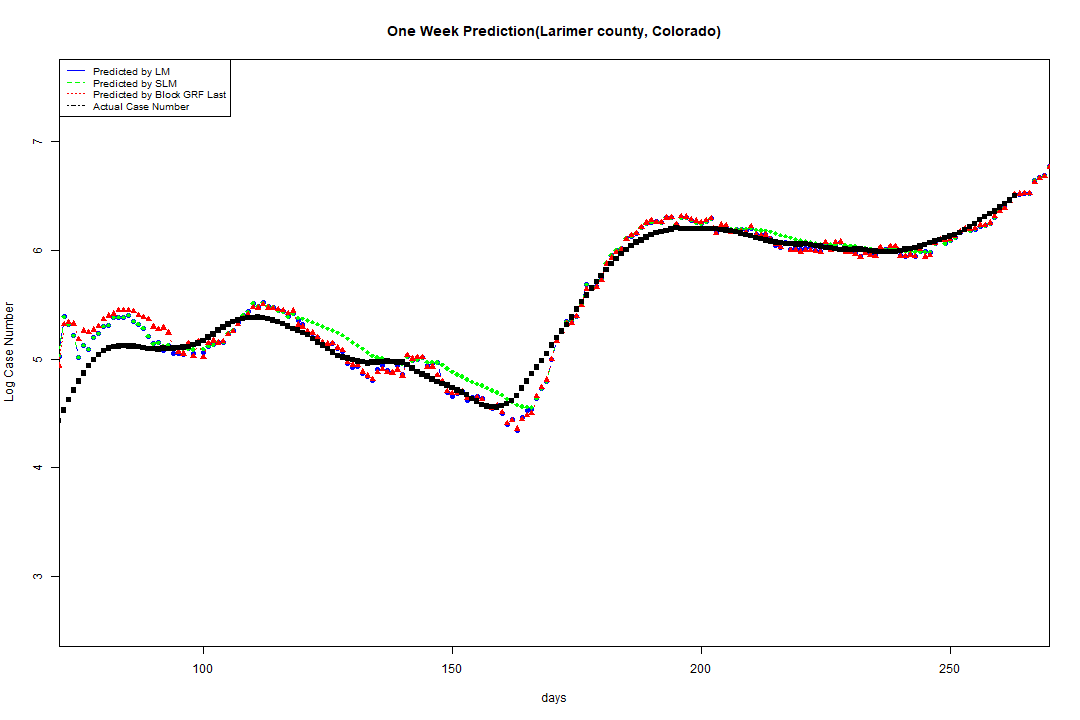 One Week Prediction(Larimer county, Colorado)
Predicted by LM
Predicted by SLM
Predicted by Block GRF Last
Actual Case Number
7
6
5
4
3
Log Case Number
100 150 200 250
days